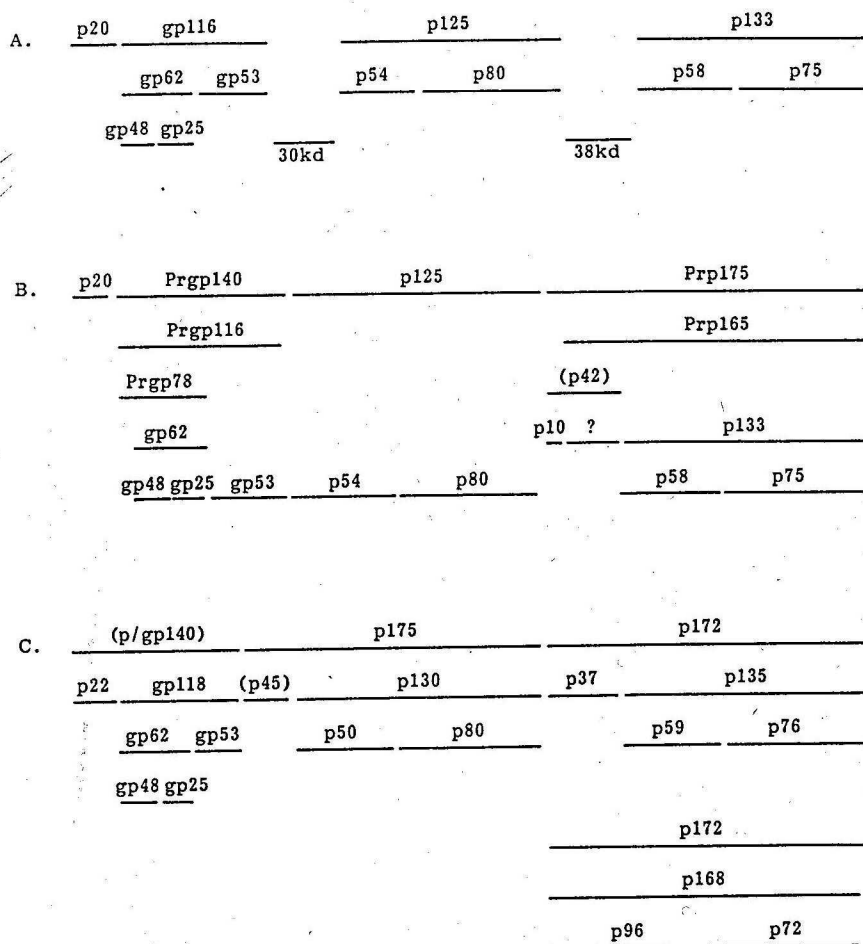 A. p20 gp116 p125 p133
gp62 gp53 p54 p80 p58 p75
gp48 gp25
30kd 38kd
B. p20 Prgp140 p125 Prp175
Prgp116 Prp165
Prgp78 (p42)
gp62 p10 ? p133
gp48 gp25 gp53 p54 p80 p58 p75
C. (p/gp140) p175 p172
p22 gp118 (p45) p130 p37 p135
gp62 gp53 p50 p80 p59 p76
gp48 gp25
p172
p168
p96 p72